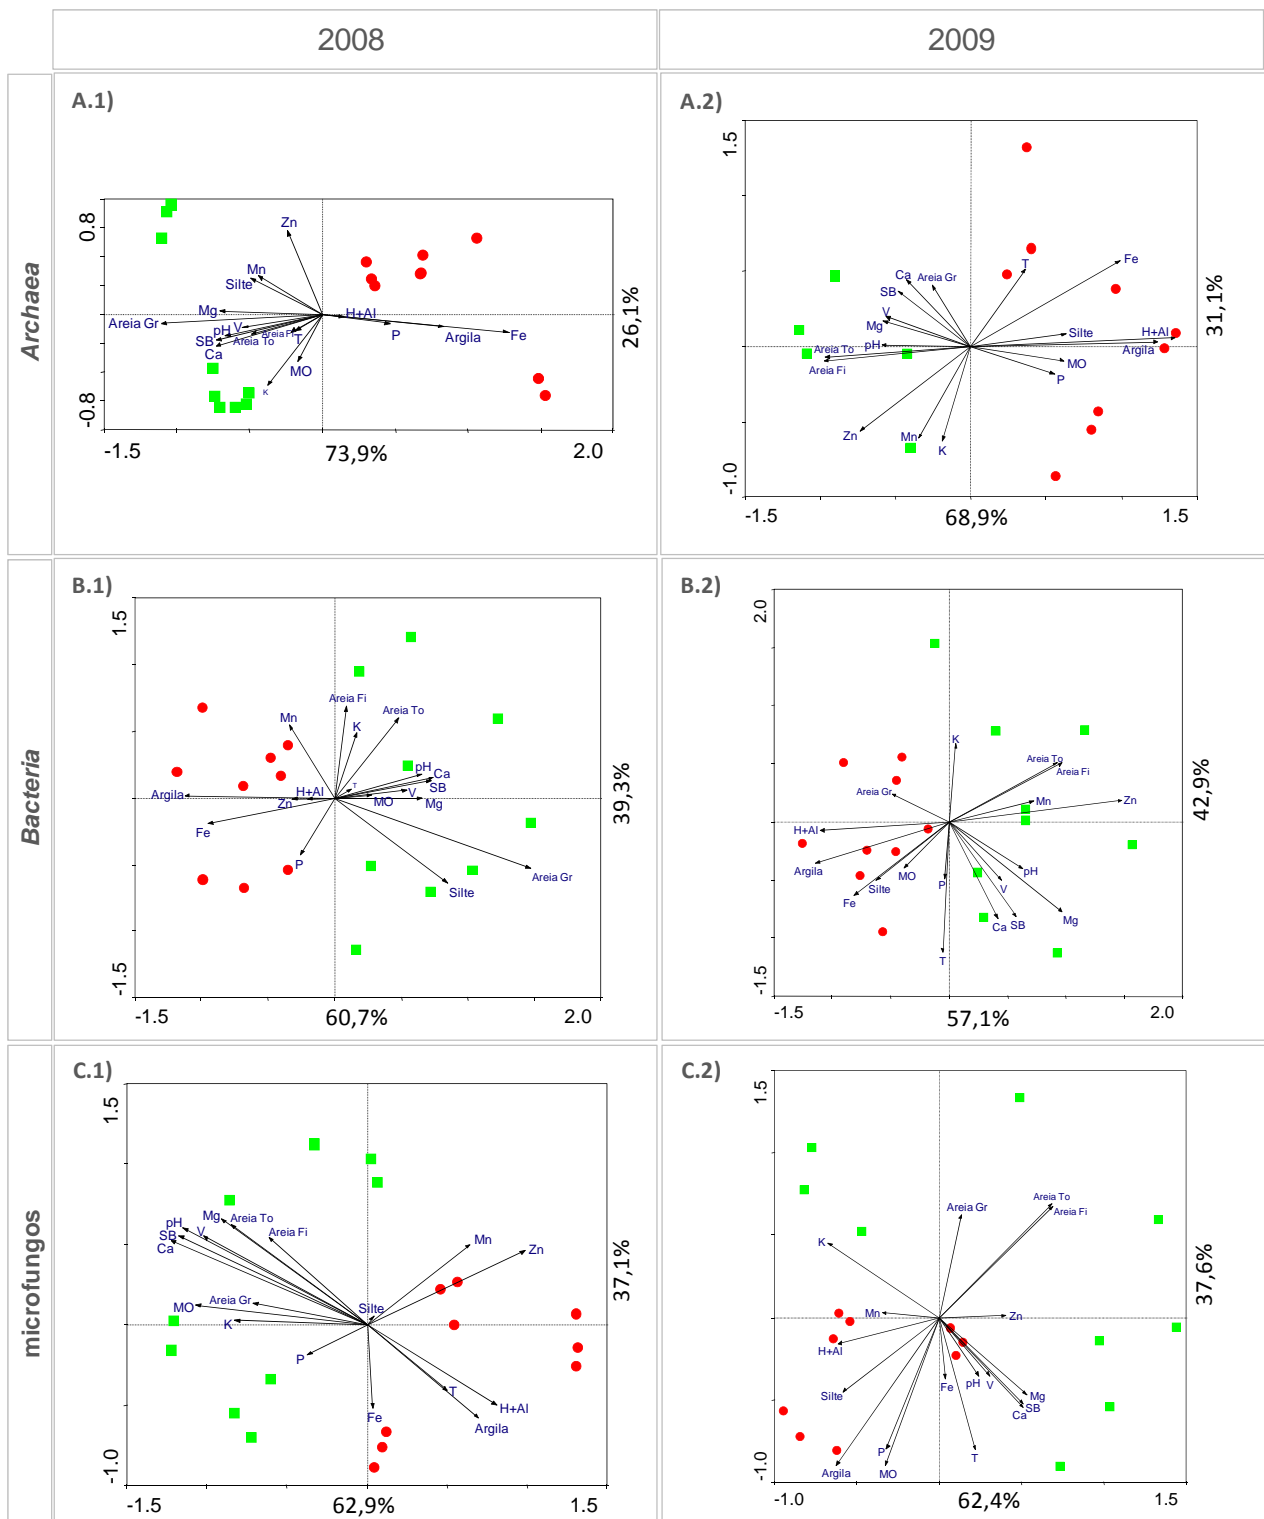 2008
2009
Archaea
A.1)
0.8
-0.8
Zn
Mn
Silte
Mg
Areia Gr
pH
V
SB
Areia To
Areia Fi
T
Ca
MO
K
H+Al
P
Argila
Fe
-1.5
73,9%
2.0
26,1%
A.2)
1.5
-1.0
T
Fe
Ca
Areia Gr
SB
V
Mg
pH
Areia To
Areia Fi
Silte
H+Al
Argila
MO
P
Zn
Mn
K
-1.5
68,9%
1.5
31,1%
Bacteria
B.1)
1.5
-1.5
Areia Fi
Areia To
Mn
K
pH
Ca
SB
T
V
MO
Mg
H+Al
Zn
Argila
Fe
P
Silte
Areia Gr
-1.5
60,7%
2.0
39,3%
B.2)
2.0
-1.5
K
Areia To
Areia Fi
Areia Gr
Mn
Zn
H+Al
Argila
MO
Silte
Fe
P
pH
V
Ca
SB
Mg
T
-1.5
57,1%
2.0
42,9%
microfungos
C.1)
1.5
-1.0
Mg
Areia To
pH
V
Areia Fi
SB
Ca
Mn
Zn
MO
Areia Gr
Silte
K
P
T
Fe
H+Al
Argila
-1.5
62,9%
1.5
37,1%
C.2)
1.5
-1.0
Areia Gr
Areia To
Areia Fi
K
Mn
Zn
H+Al
Silte
Fe
pH
V
Mg
SB
Ca
P
T
Argila
MO
-1.0
62,4%
1.5
37,6%